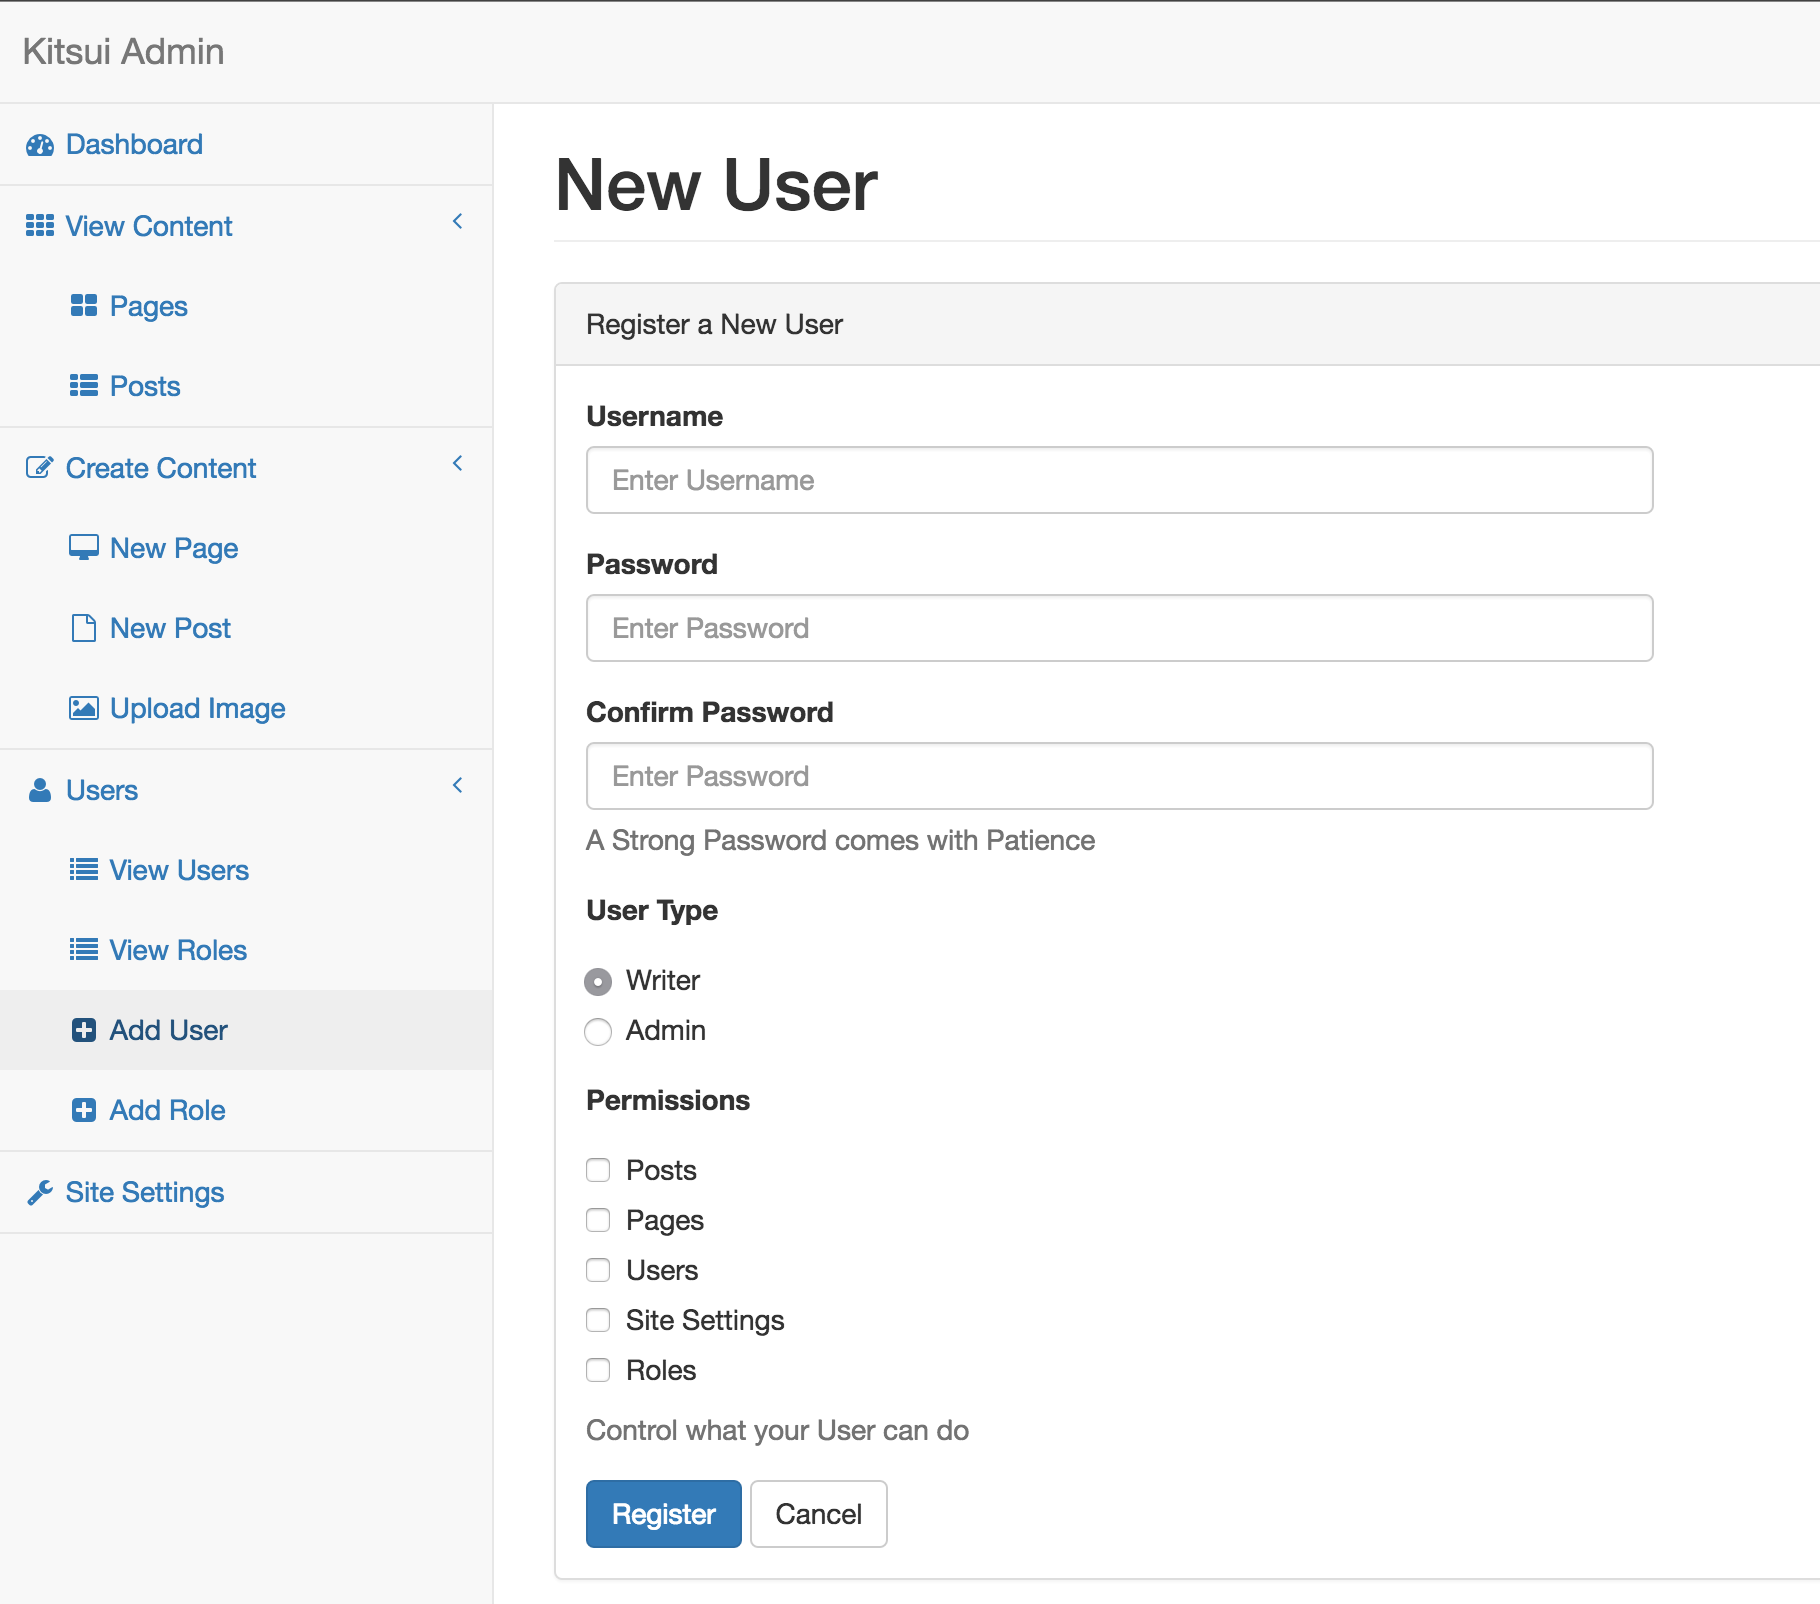 Kitsui Admin
Dashboard
View Content
Pages
Posts
Create Content
New Page
New Post
Upload Image
Users
View Users
View Roles
Add User
Add Role
Site Settings
New User
Register a New User
Username
Enter Username
Password
Enter Password
Confirm Password
Enter Password
A Strong Password comes with Patience
User Type
Writer
Admin
Permissions
Posts
Pages
Users
Site Settings
Roles
Control what your User can do
Register Cancel